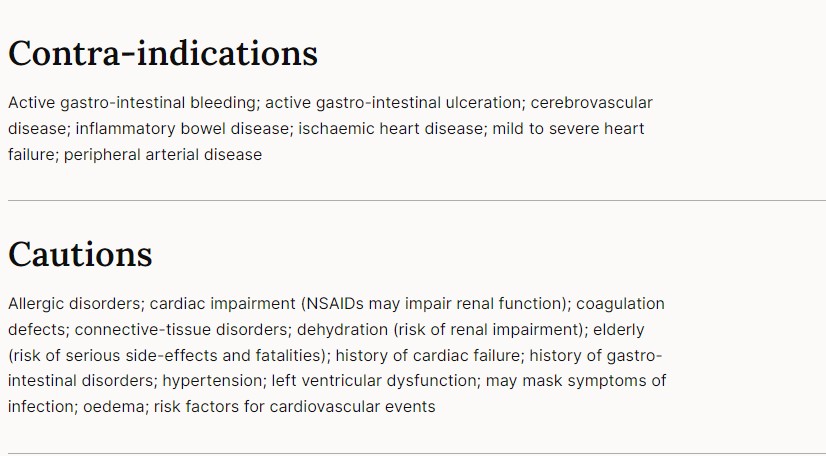 Contra-indications
Active gastro-intestinal bleeding; active gastro-intestinal ulceration; cerebrovascular
disease; inflammatory bowel disease; ischaemic heart disease; mild to severe heart
failure; peripheral arterial disease
Cautions
Allergic disorders; cardiac impairment (NSAIDs may impair renal function); coagulation
defects; connective-tissue disorders; dehydration (risk of renal impairment); elderly
(risk of serious side-effects and fatalities); history of cardiac failure; history of gastro-
intestinal disorders; hypertension; left ventricular dysfunction; may mask symptoms of
infection; oedema; risk factors for cardiovascular events